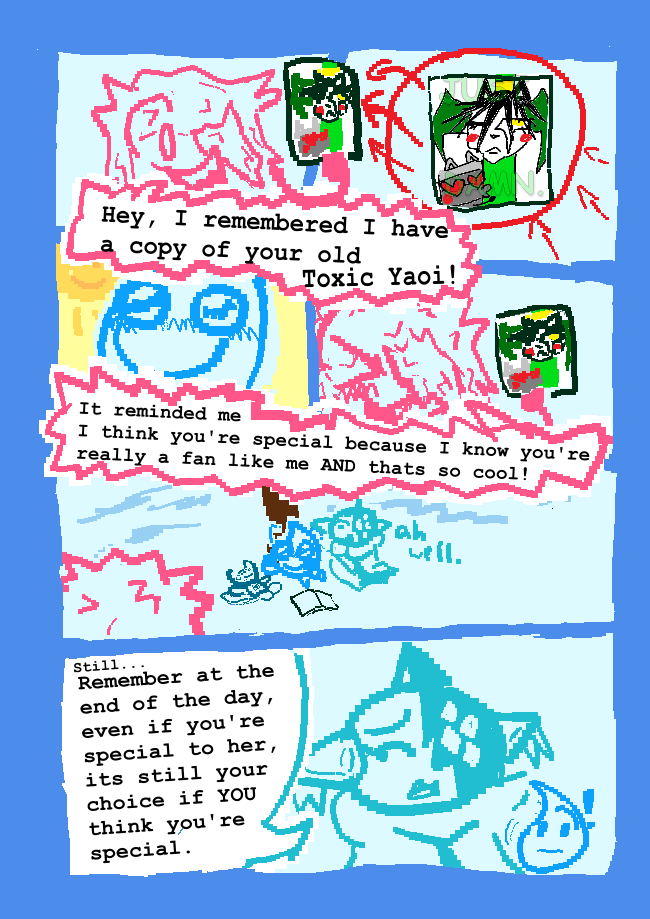 Hey, I remembered I have
a copy of your old
Toxic Yaoi!
It reminded me
I think you're special because I know you're
really a fan like me AND thats so cool!
ah
well.
Still...
Remember at the
end of the day,
even if you're
special to her,
its still your
choice if YOU
think you're
special.
!